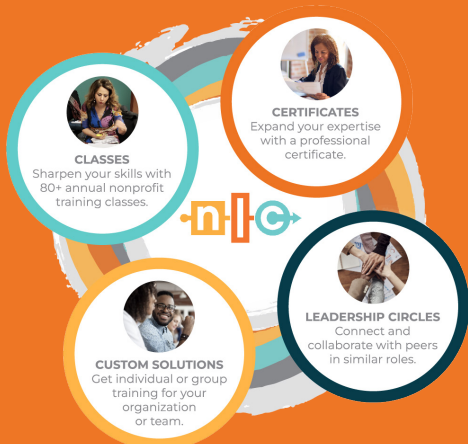 CERTIFICATES
Expand your expertise
with a professional
certificate.
CLASSES
Sharpen your skills with
80+ annual nonprofit
training classes.
nlc
LEADERSHIP CIRCLES
Connect and
collaborate with peers
in similar roles.
CUSTOM SOLUTIONS
Get individual or group
training for your
organization
or team.